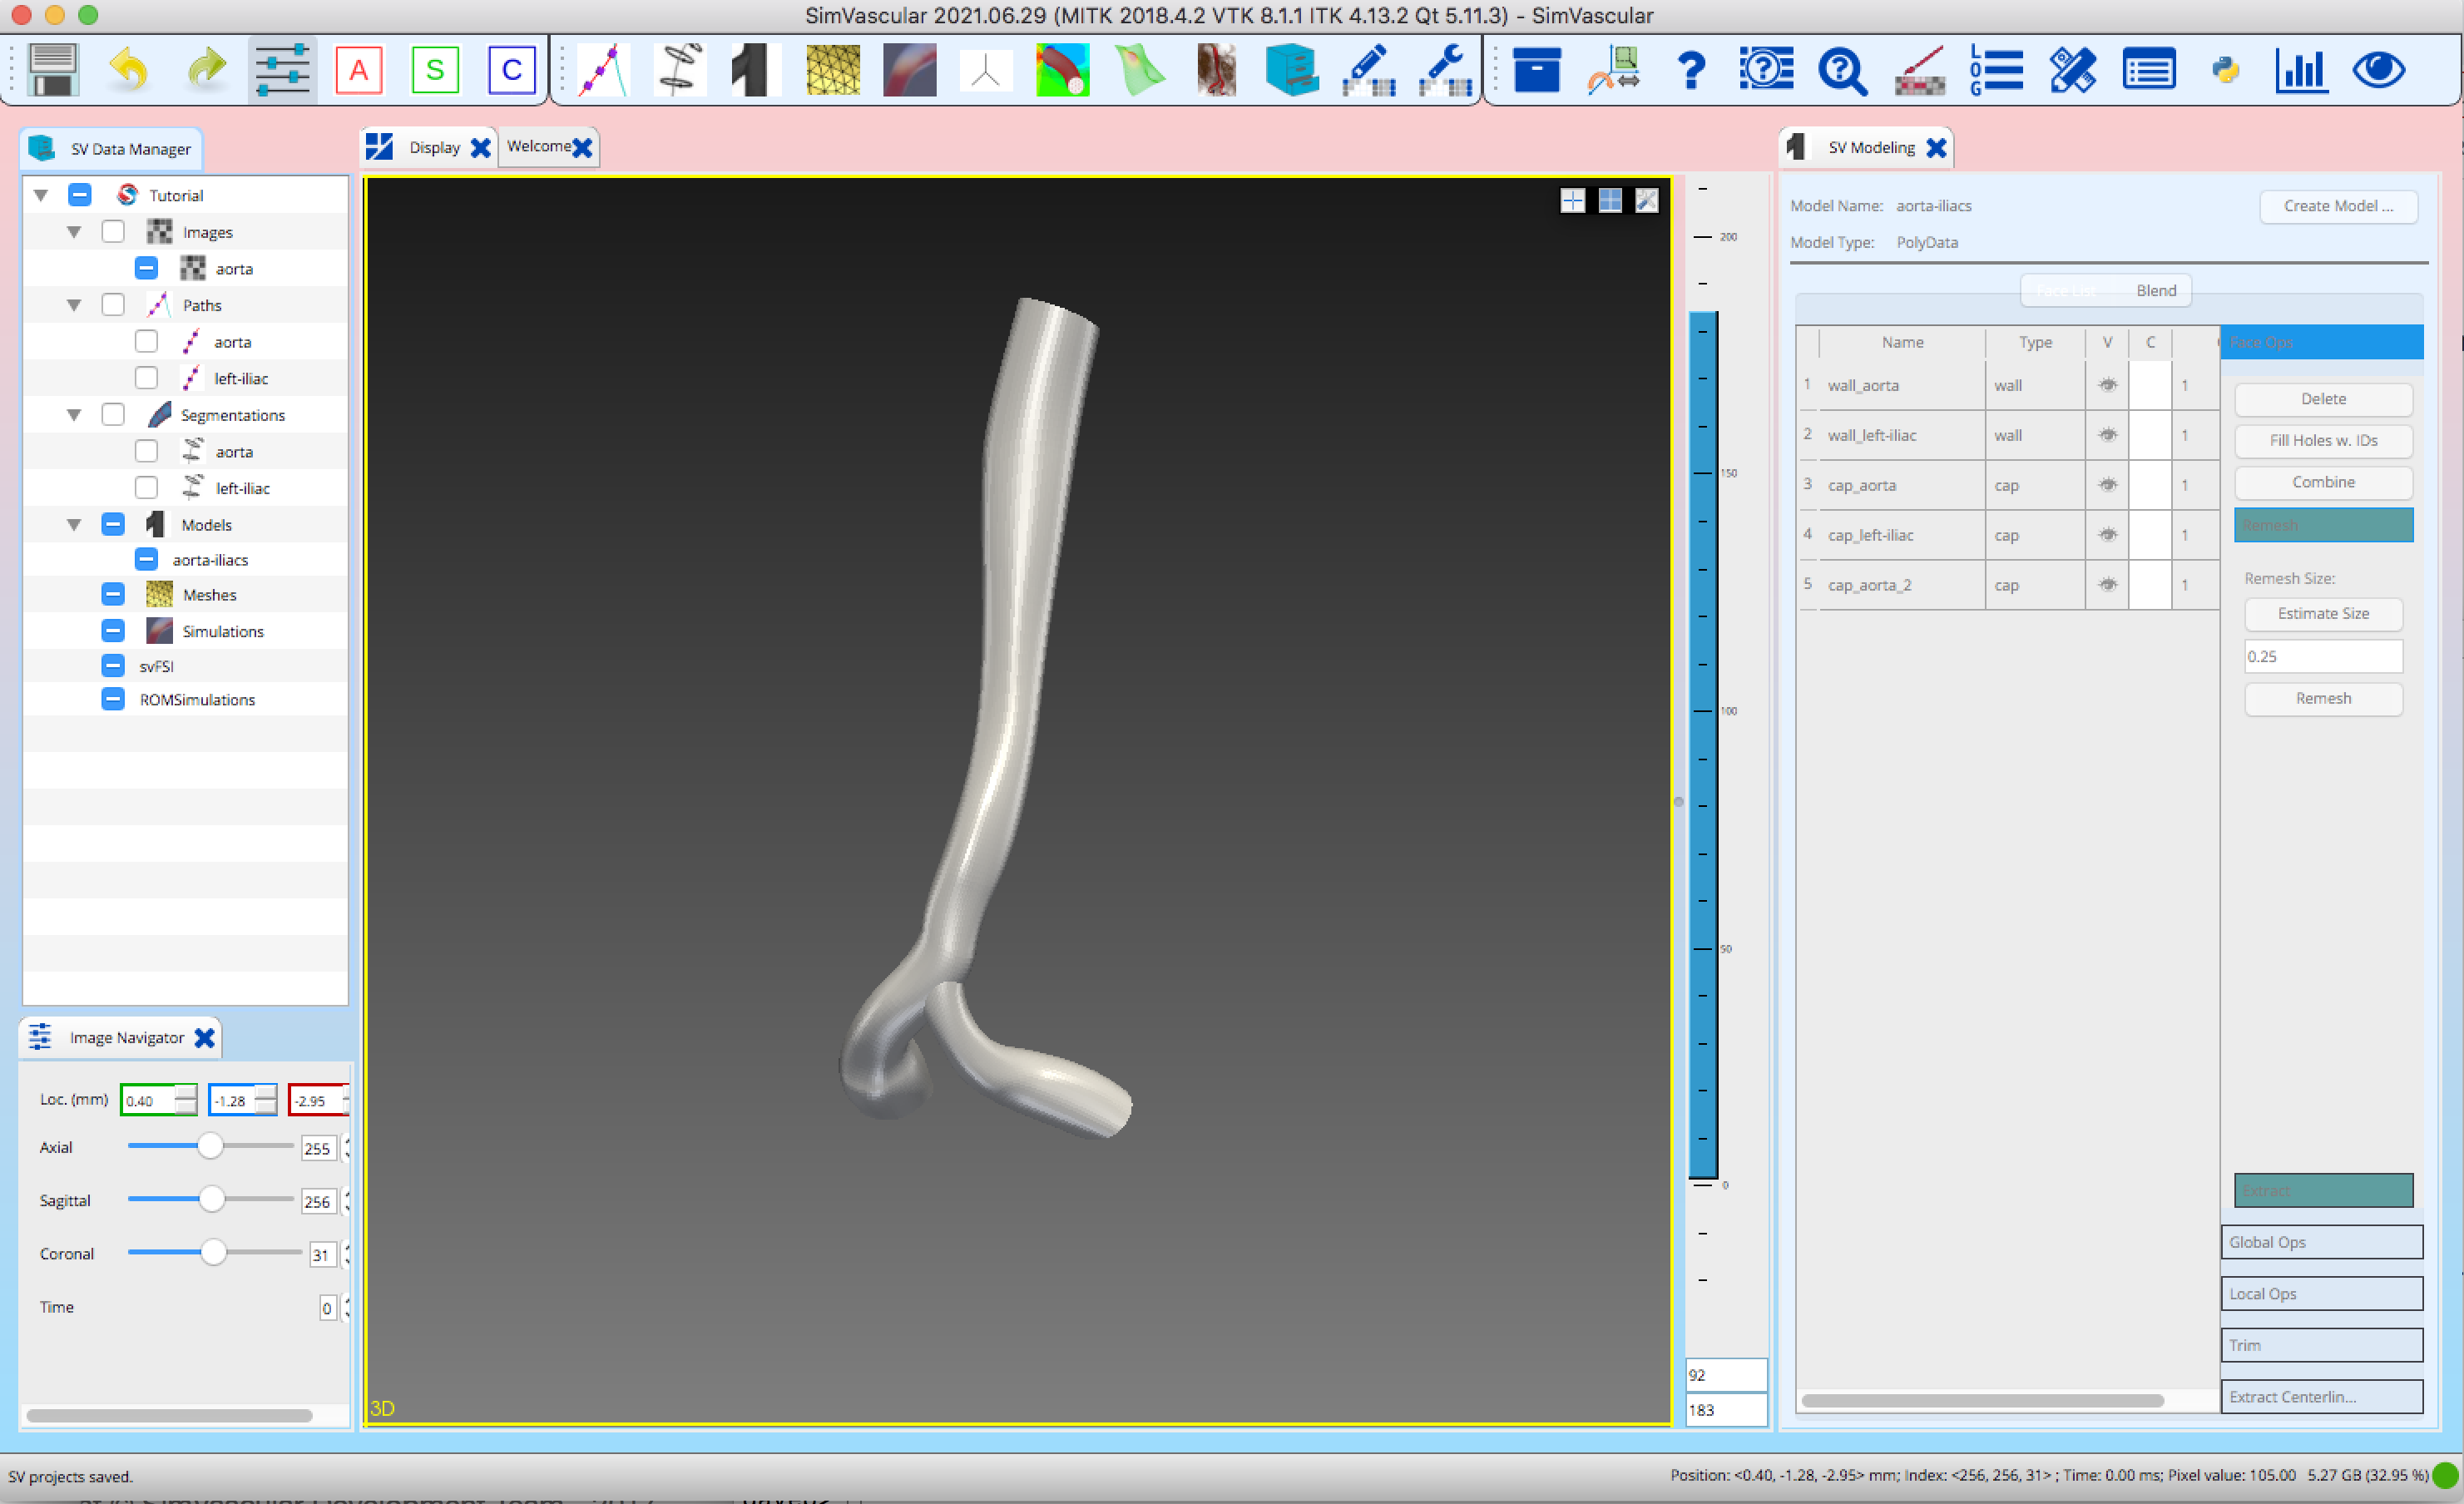 SimVascular 2021.06.29 (MITK 2018.4.2 VTK 8.1.1 ITK 4.13.2 Qt 5.11.3) - SimVascular
A
S
C
LOG
SV Data Manager
Display
Welcome
SV Modeling
Tutorial
Images
aorta
Paths
aorta
left-iliac
Segmentations
aorta
left-iliac
Models
aorta-iliacs
Meshes
Simulations
svFSI
ROMSimulations
Image Navigator
Loc. (mm) 0.40 -1.28 -2.95
Axial 255
Sagittal 256
Coronal 31
Time 0
3D
200
150
100
50
0
92
183
Model Name: aorta-iliacs
Create Model ...
Model Type: PolyData
Face List Blend
Name Type V C
1 wall_aorta wall 1
2 wall_left-iliac wall 1
3 cap_aorta cap 1
4 cap_left-iliac cap 1
5 cap_aorta_2 cap 1
Face Ops
Delete
Fill Holes w. IDs
Combine
Remesh
Remesh Size:
Estimate Size
0.25
Remesh
Extract
Global Ops
Local Ops
Trim
Extract Centerlin...
SV projects saved.
Position: <0.40, -1.28, -2.95> mm; Index: <256, 256, 31> ; Time: 0.00 ms; Pixel value: 105.00 5.27 GB (32.95 %)